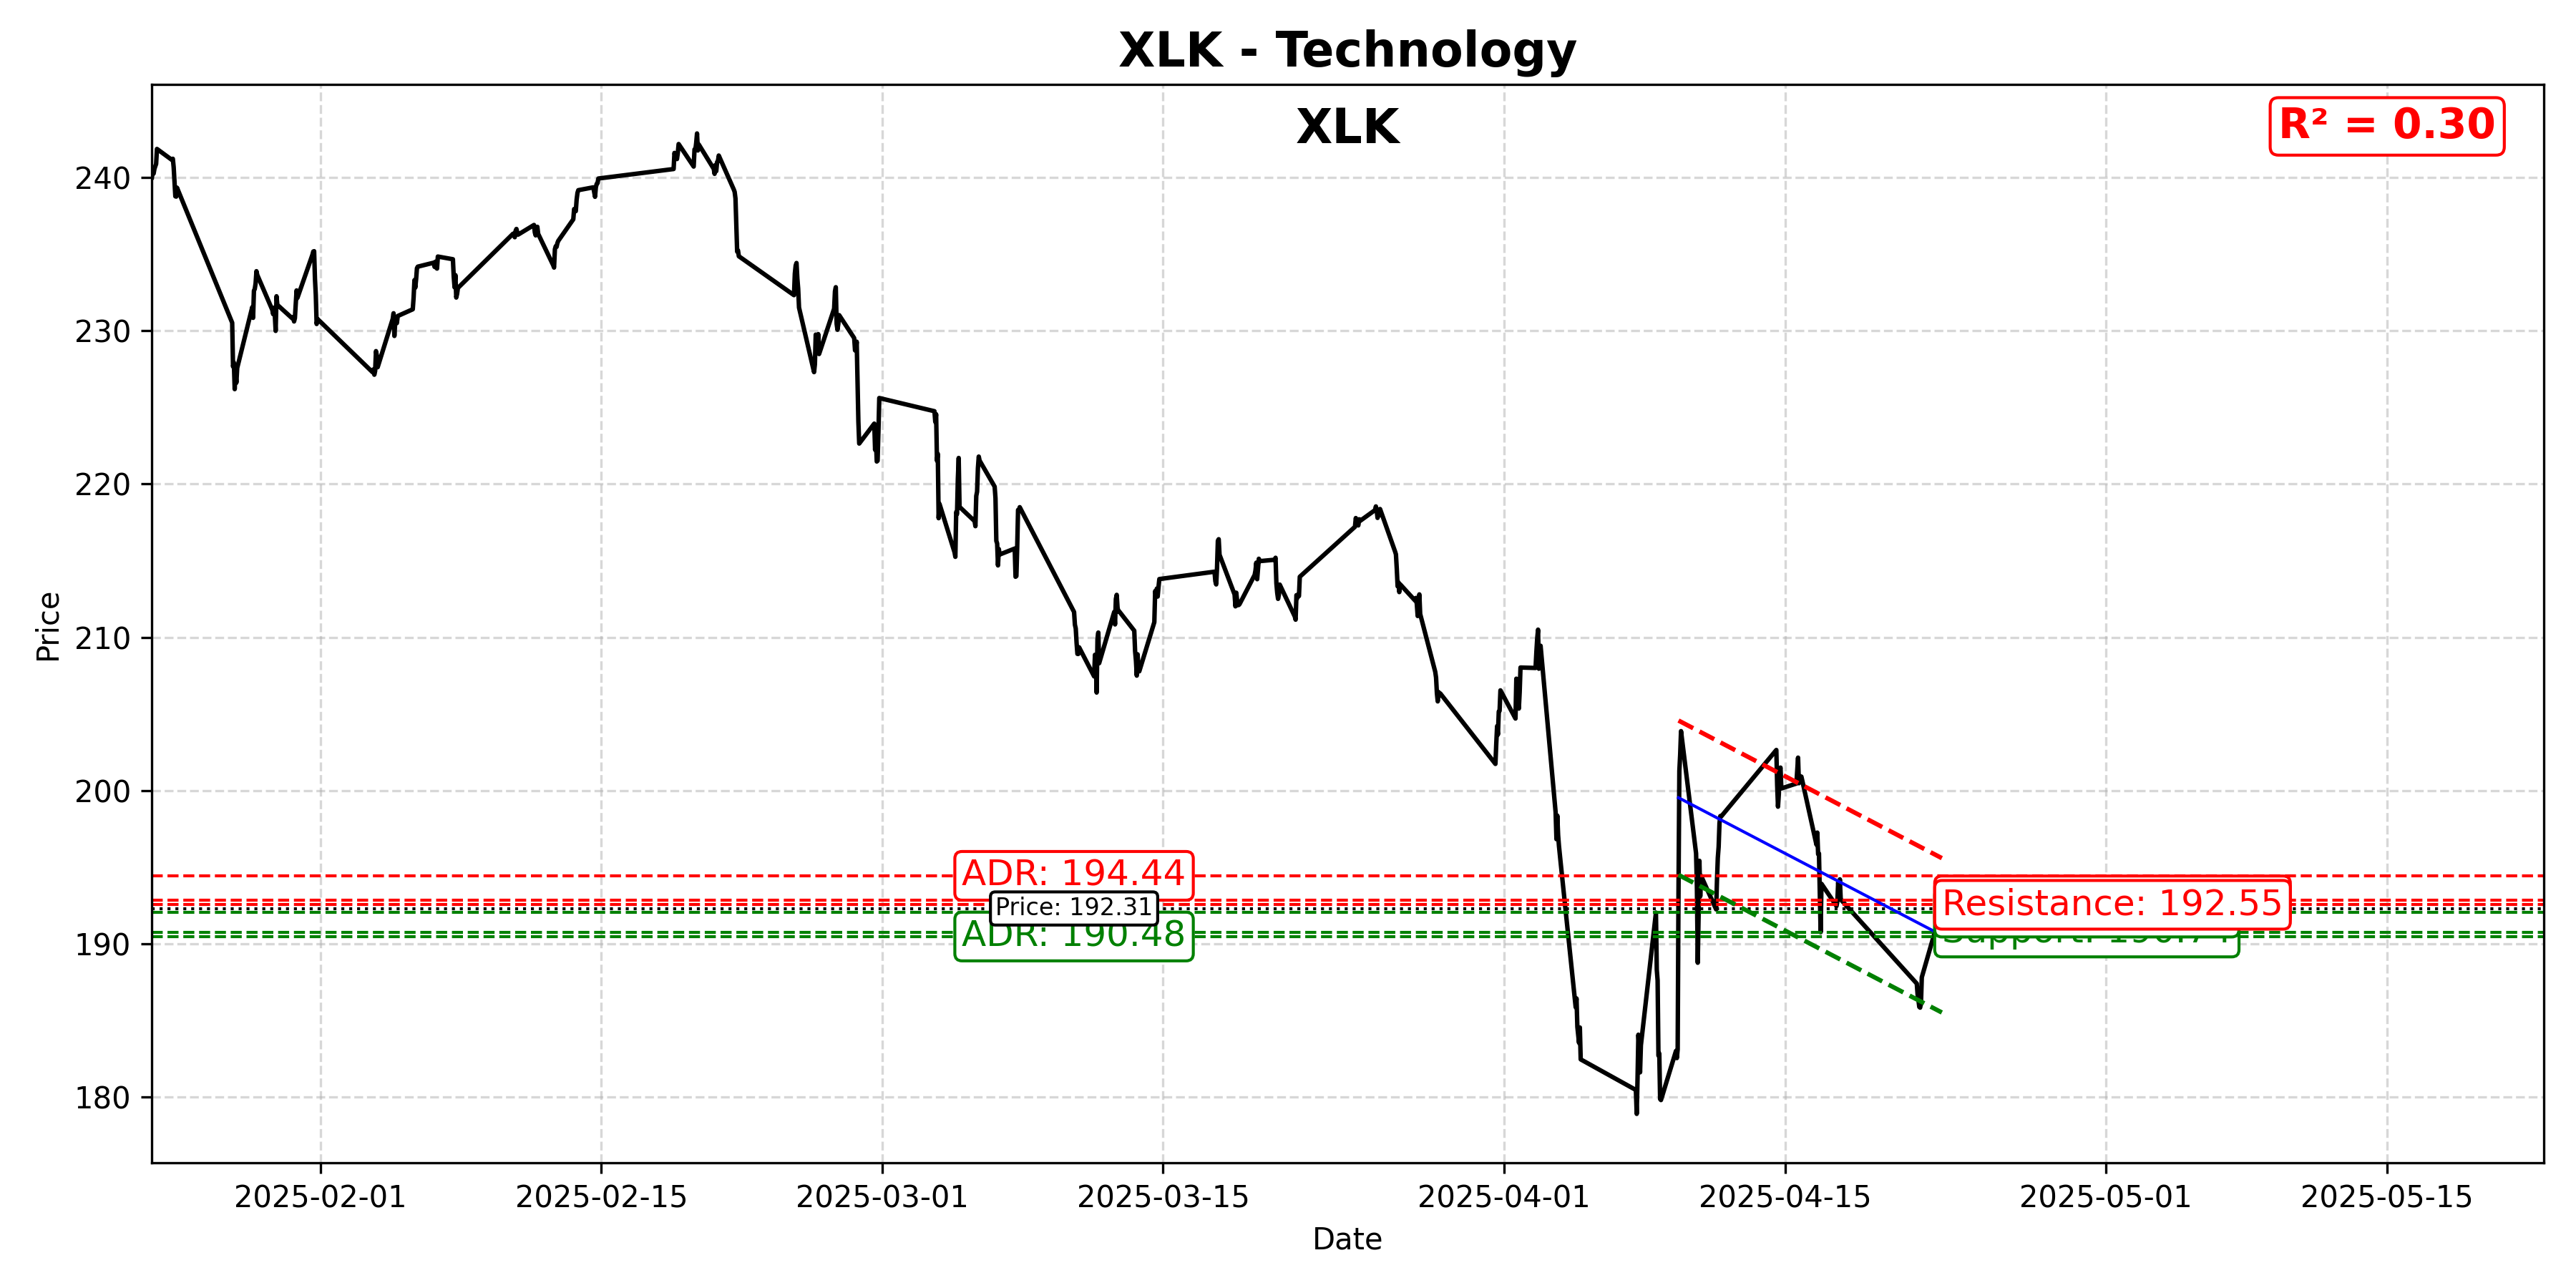 XLK - Technology
XLK
R² = 0.30
240
230
220
210
200
190
180
Price
ADR: 194.44
Price: 192.31
ADR: 190.48
Resistance: 192.55
2025-02-01
2025-02-15
2025-03-01
2025-03-15
2025-04-01
2025-04-15
2025-05-01
2025-05-15
Date